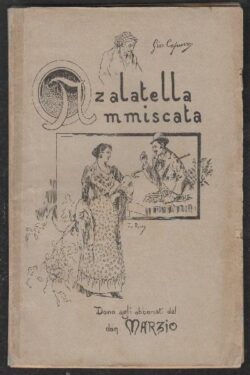 Gio Capurro
Nzalatella
mmiscata
Dono agli abbonati del
don MARZIO